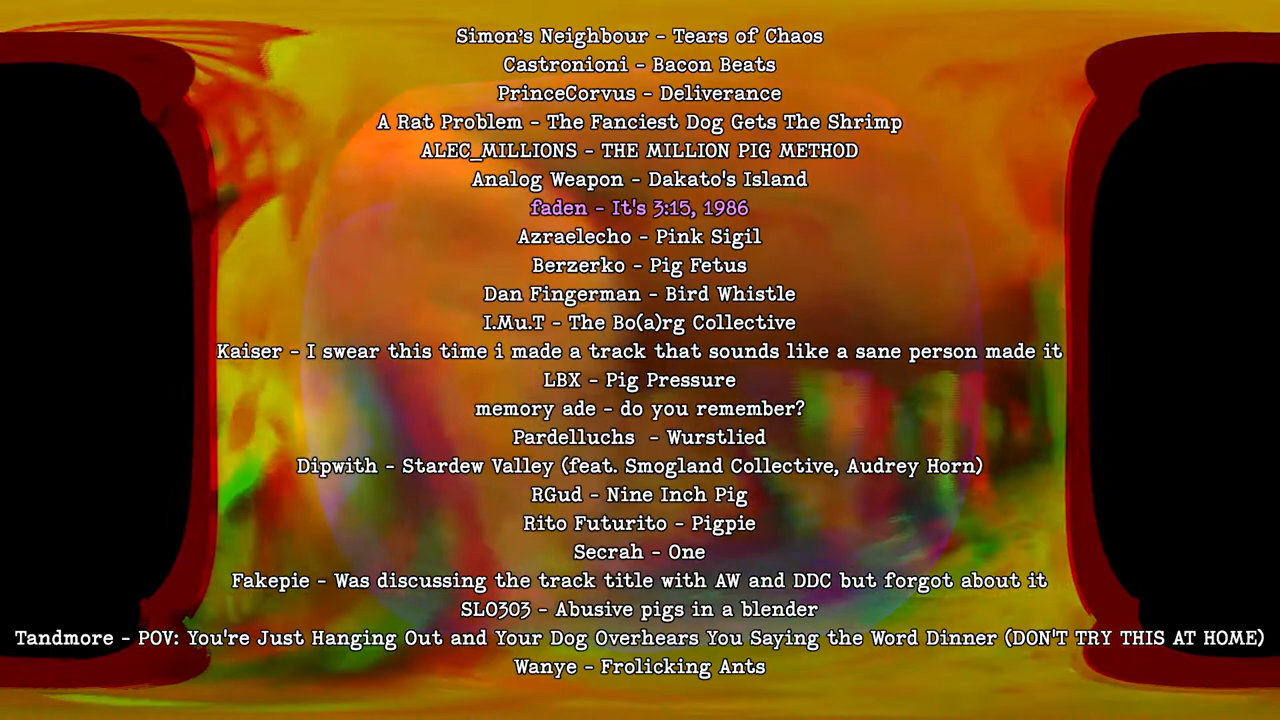 Simon’s Neighbour - Tears of Chaos
Castronioni - Bacon Beats
PrinceCorvus - Deliverance
A Rat Problem - The Fanciest Dog Gets The Shrimp
ALEC_MILLIONS - THE MILLION PIG METHOD
Analog Weapon - Dakato's Island
faden - It's 3:15, 1986
Azraelecho - Pink Sigil
Berzerko - Pig Fetus
Dan Fingerman - Bird Whistle
I.Mu.T - The Bo(a)rg Collective
Kaiser - I swear this time i made a track that sounds like a sane person made it
LBX - Pig Pressure
memory ade - do you remember?
Pardelluchs - Wurstlied
Dipwith - Stardew Valley (feat. Smogland Collective, Audrey Horn)
RGud - Nine Inch Pig
Rito Futurito - Pigpie
Secrah - One
Fakepie - Was discussing the track title with AW and DDC but forgot about it
SLO303 - Abusive pigs in a blender
Tandmore - POV: You're Just Hanging Out and Your Dog Overhears You Saying the Word Dinner (DON'T TRY THIS AT HOME)
Wanye - Frolicking Ants